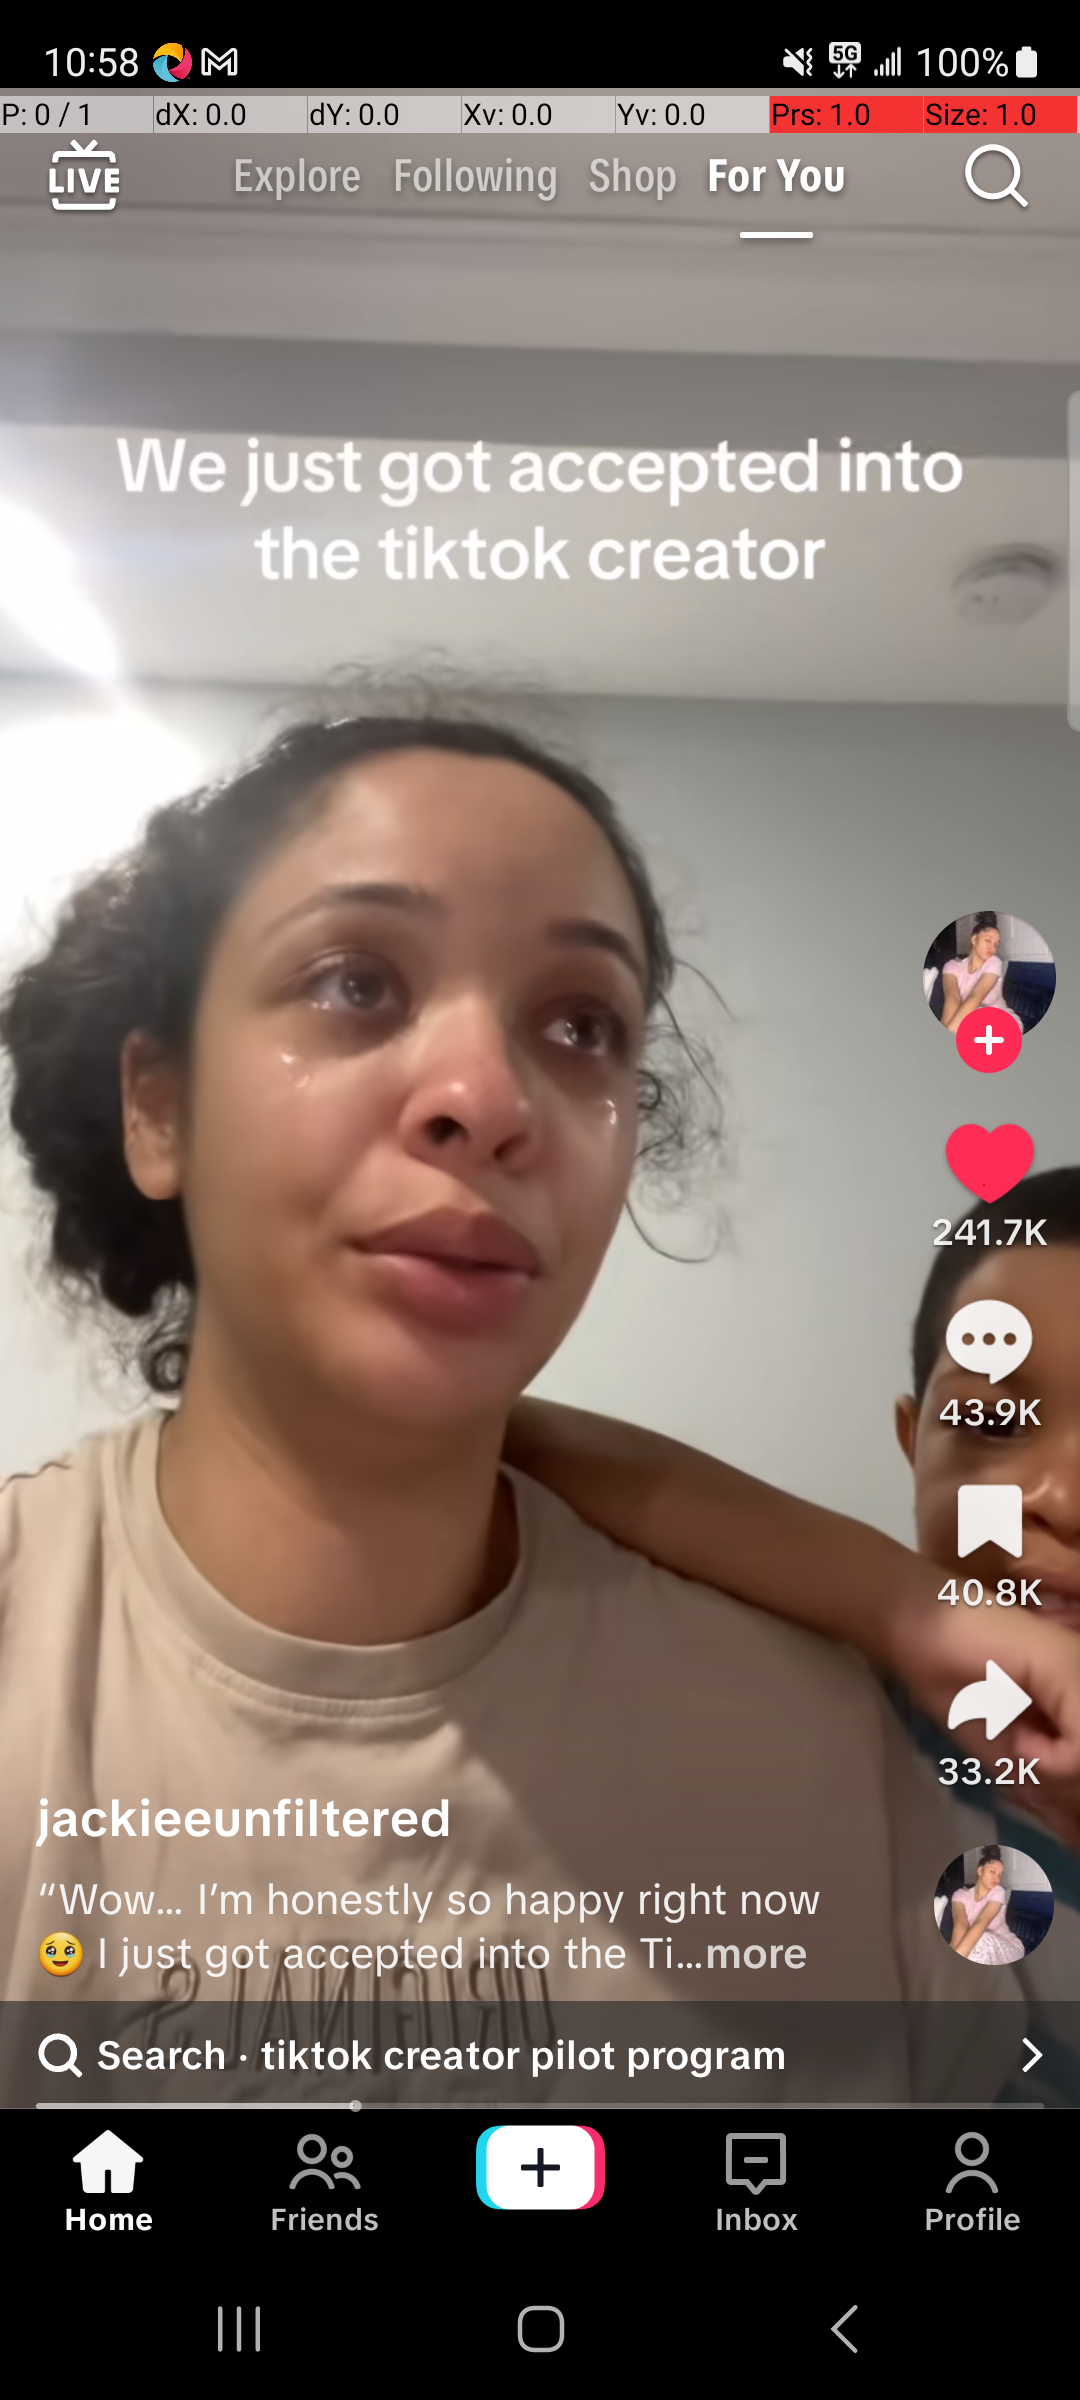 10:58 5G 100%
P: 0 / 1 dX: 0.0 dY: 0.0 Xv: 0.0 Yv: 0.0 Prs: 1.0 Size: 1.0
LIVE Explore Following Shop For You
We just got accepted into
the tiktok creator
241.7K
43.9K
40.8K
33.2K
jackieeunfiltered
“Wow... I’m honestly so happy right now
🥹 I just got accepted into the Ti...more
Search · tiktok creator pilot program
Home Friends Inbox Profile